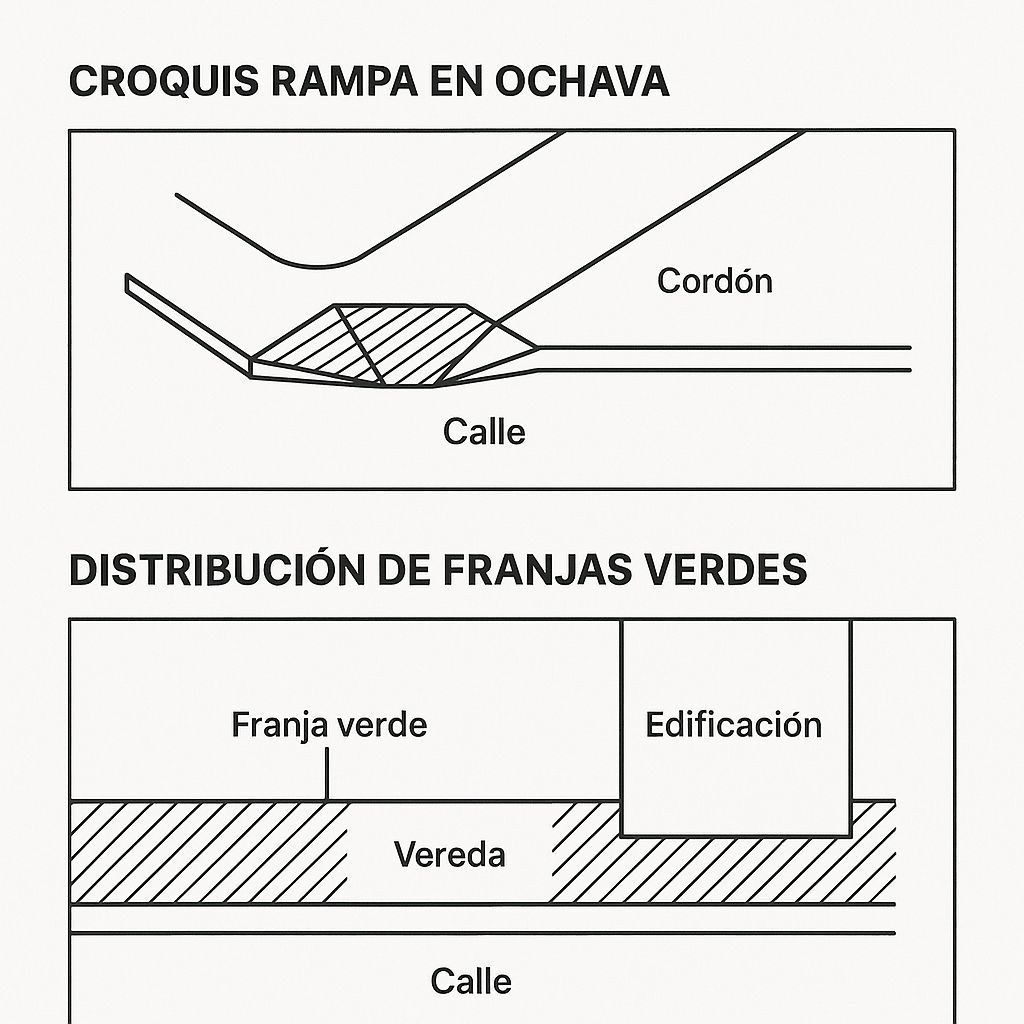 CROQUIS RAMPA EN OCHAVA
Cordón
Calle
DISTRIBUCIÓN DE FRANJAS VERDES
Franja verde
Edificación
Vereda
Calle